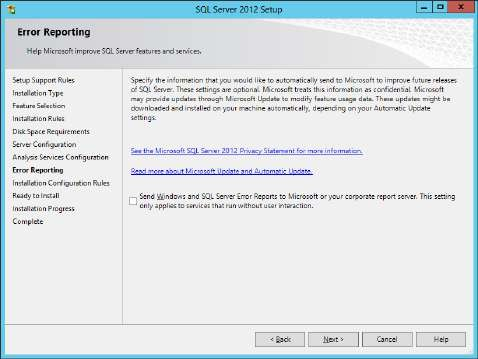 SQL Server 2012 Setup
Error Reporting
Help Microsoft improve SQL Server features and services.
Setup Support Rules
Installation Type
Feature Selection
Installation Rules
Disk Space Requirements
Server Configuration
Analysis Services Configuration
Error Reporting
Installation Configuration Rules
Ready to Install
Installation Progress
Complete
Specify the information that you would like to automatically send to Microsoft to improve future releases
of SQL Server. These settings are optional. Microsoft treats this information as confidential. Microsoft
may provide updates through Microsoft Update to modify feature usage data. These updates might be
downloaded and installed on your machine automatically, depending on your Automatic Update
settings.
See the Microsoft SQL Server 2012 Privacy Statement for more information.
Read more about Microsoft Update and Automatic Update.
Send Windows and SQL Server Error Reports to Microsoft or your corporate report server. This setting
only applies to services that run without user interaction.
< Back
Next >
Cancel
Help